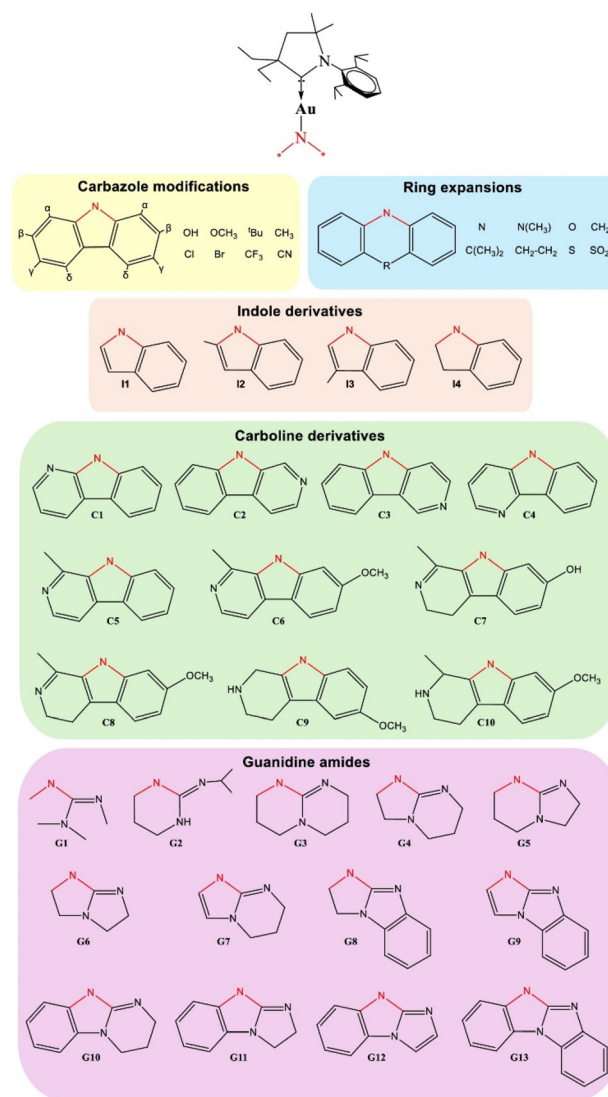 N
Au
N
* *
Carbazole modifications
Ring expansions
N
α α
β β
γ γ
δ δ
OH OCH₃ ᵗBu CH₃
Cl Br CF₃ CN
N
R
N N(CH₃) O CH₂
C(CH₃)₂ CH₂-CH₂ S SO₂
Indole derivatives
N N N N
I1 I2 I3 I4
Carboline derivatives
N N N N N N N N
C1 C2 C3 C4
N N N N OCH₃ N N OH
C5 C6 C7
N N OCH₃ HN N OCH₃ HN N OCH₃
C8 C9 C10
Guanidine amides
N N N N N NH N N N N N N N N N
G1 G2 G3 G4 G5
N N N N N N N N N N N N
G6 G7 G8 G9
N N N N N N N N N N N N
G10 G11 G12 G13